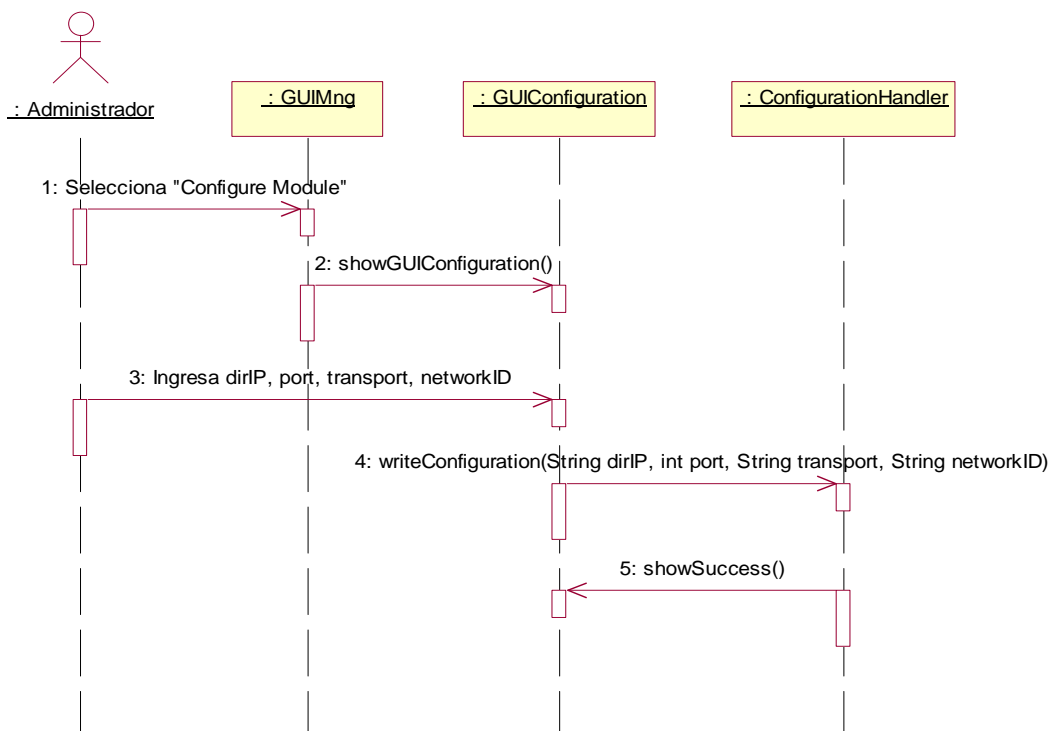 : Administrador
: GUIMng
: GUIConfiguration
: ConfigurationHandler
1: Selecciona "Configure Module"
2: showGUIConfiguration()
3: Ingresa dirIP, port, transport, networkID
4: writeConfiguration(String dirIP, int port, String transport, String networkID)
5: showSuccess()